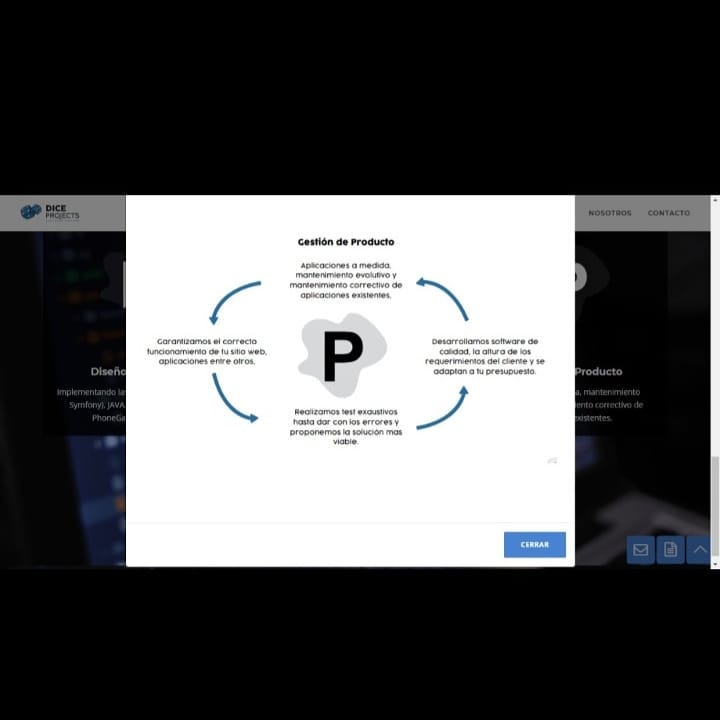 DICE
PROJECTS
NOSOTROS
CONTACTO
Gestión de Producto
Aplicaciones a medida,
mantenimiento evolutivo y
mantenimiento correctivo de
aplicaciones existentes.
Garantizamos el correcto
funcionamiento de tu sitio web,
aplicaciones entre otros.
P
Desarrollamos software de
calidad, la altura de los
requerimientos del cliente y se
adaptan a tu presupuesto.
Realizamos test exaustivos
hasta dar con los errores y
proponemos la solución mas
viable.
Diseño
Implementando la
Symfony), JAVA
PhoneGa
Producto
a, mantenimiento
ento correctivo de
existentes.
CERRAR